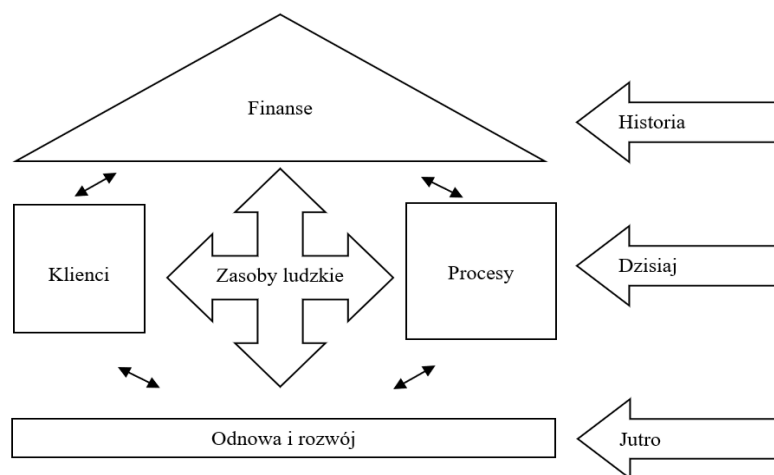 Finanse
Historia
Klienci
Zasoby ludzkie
Procesy
Dzisiaj
Odnowa i rozwój
Jutro